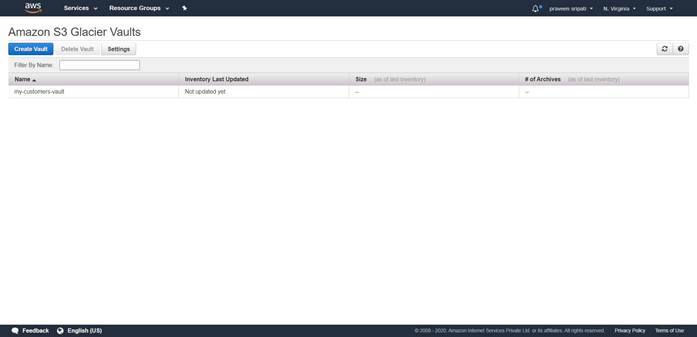 aws Services Resource Groups praveen sripati N. Virginia Support
Amazon S3 Glacier Vaults
Create Vault Delete Vault Settings
Filter By Name:
Name Inventory Last Updated Size (as of last inventory) # of Archives (as of last inventory)
my-customers-vault Not updated yet -- --
Feedback English (US) © 2008 - 2020, Amazon Internet Services Private Ltd. or its affiliates. All rights reserved. Privacy Policy Terms of Use